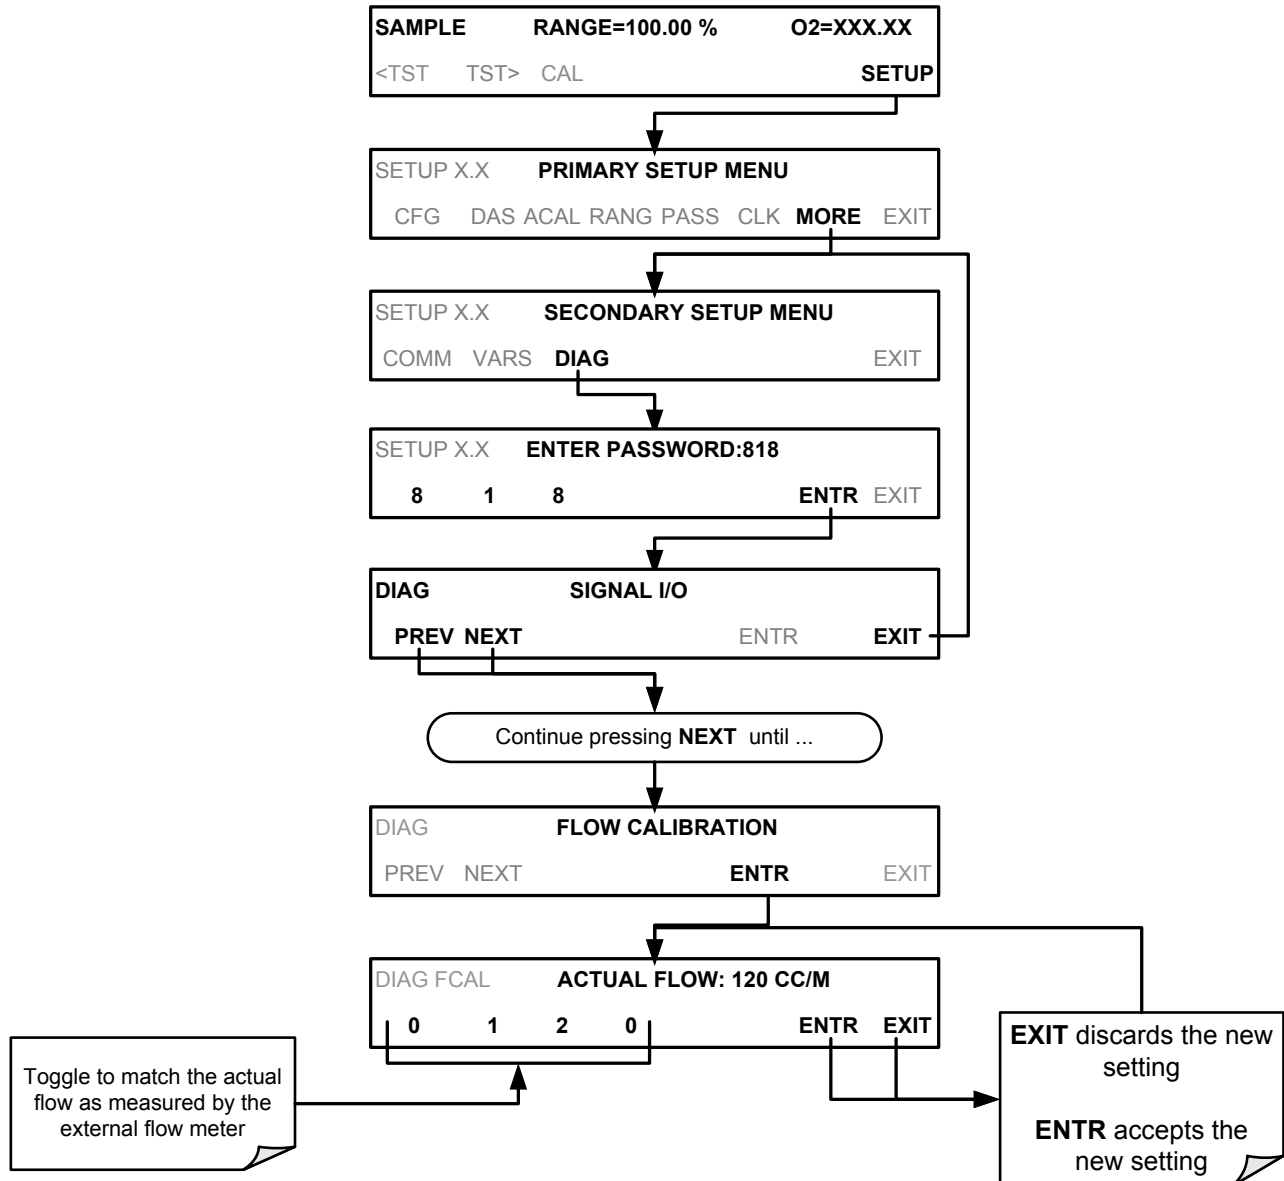 SAMPLE RANGE=100.00 % O2=XXX.XX
<TST TST> CAL SETUP
SETUP X.X PRIMARY SETUP MENU
CFG DAS ACAL RANG PASS CLK MORE EXIT
SETUP X.X SECONDARY SETUP MENU
COMM VARS DIAG EXIT
SETUP X.X ENTER PASSWORD:818
8 1 8 ENTR EXIT
DIAG SIGNAL I/O
PREV NEXT ENTR EXIT
Continue pressing NEXT until ...
DIAG FLOW CALIBRATION
PREV NEXT ENTR EXIT
DIAG FCAL ACTUAL FLOW: 120 CC/M
0 1 2 0 ENTR EXIT
Toggle to match the actual
flow as measured by the
external flow meter
EXIT discards the new
setting
ENTR accepts the
new setting